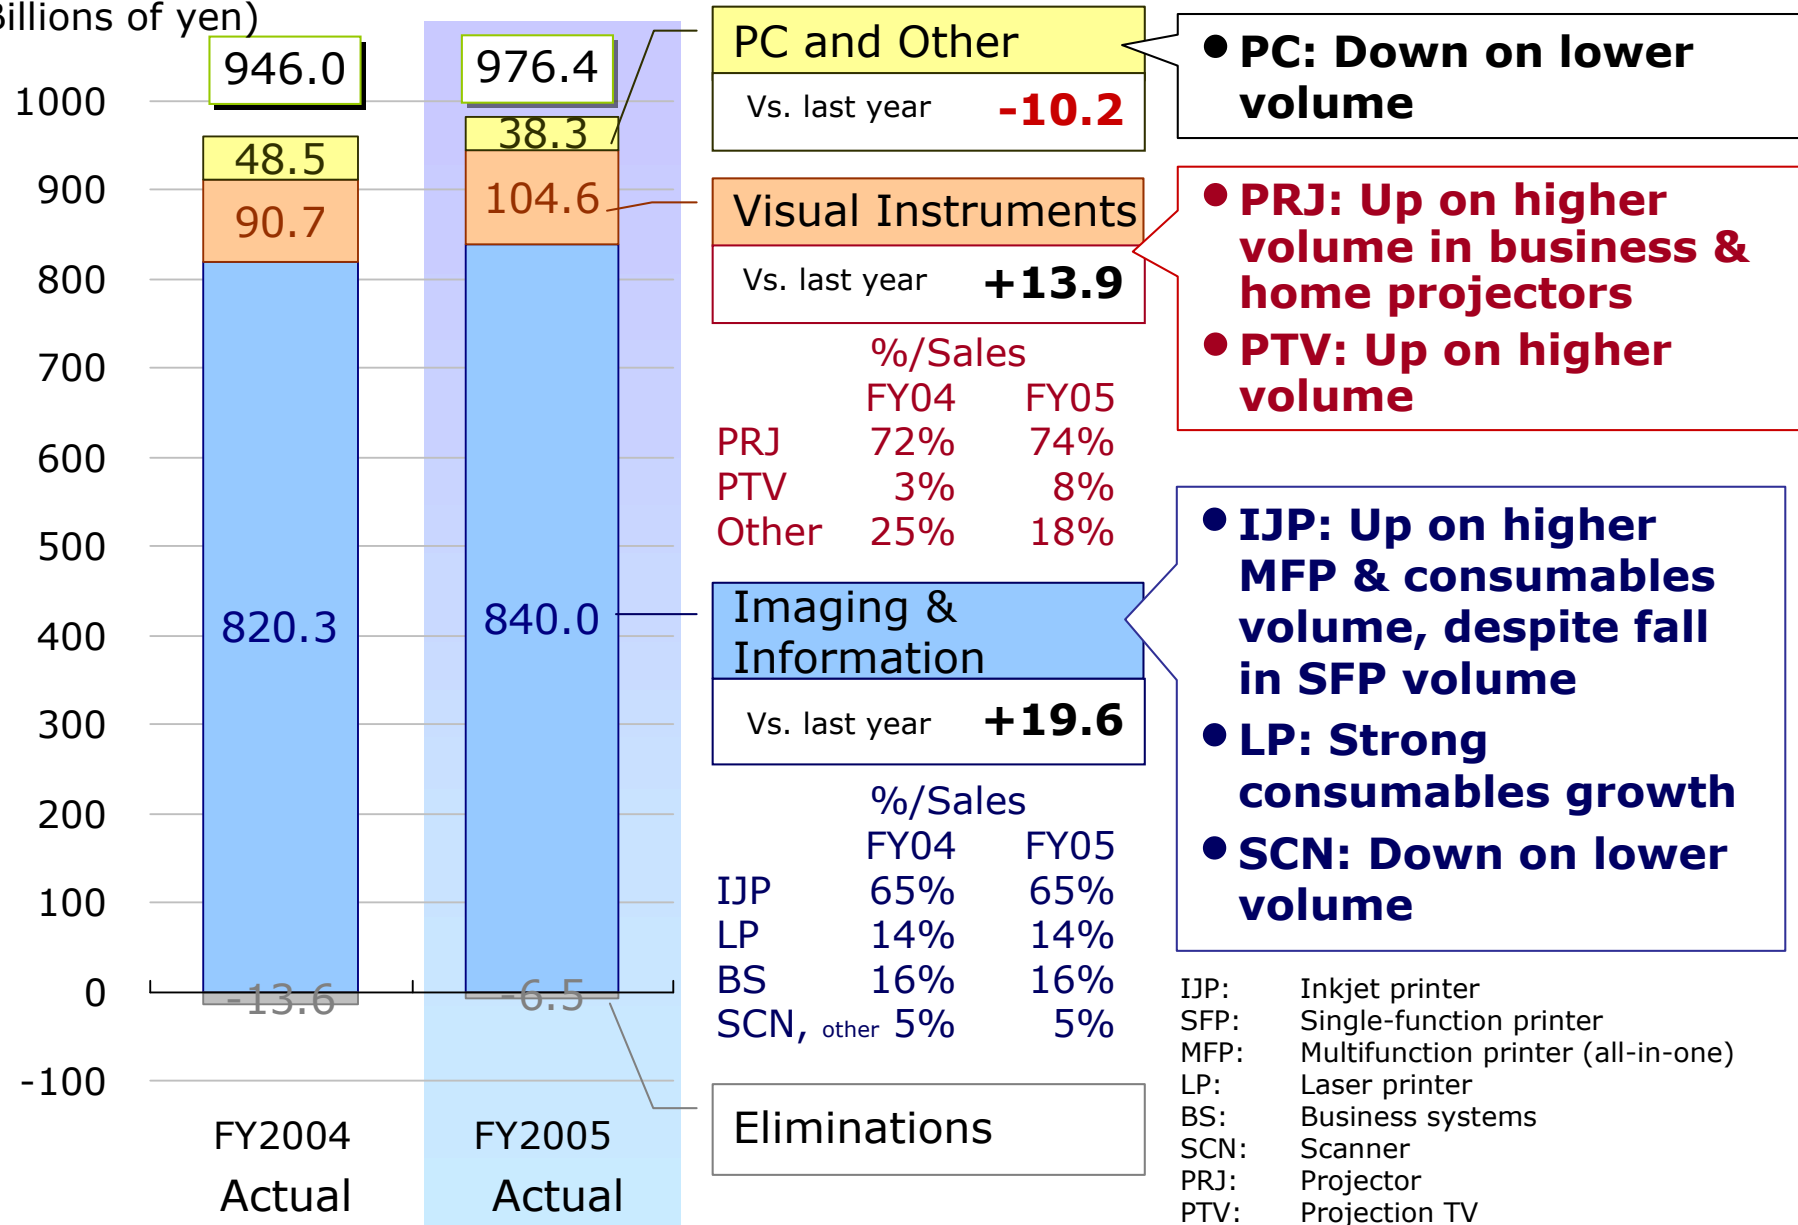 Billions of yen)
946.0
976.4
1000
900
800
700
600
500
400
300
200
100
0
-100
48.5
90.7
820.3
-13.6
38.3
104.6
840.0
-6.5
FY2004
Actual
FY2005
Actual
PC and Other
Vs. last year -10.2
Visual Instruments
Vs. last year +13.9
%/Sales
FY04 FY05
PRJ 72% 74%
PTV 3% 8%
Other 25% 18%
Imaging &
Information
Vs. last year +19.6
%/Sales
FY04 FY05
IJP 65% 65%
LP 14% 14%
BS 16% 16%
SCN, other 5% 5%
Eliminations
● PC: Down on lower
volume
● PRJ: Up on higher
volume in business &
home projectors
● PTV: Up on higher
volume
● IJP: Up on higher
MFP & consumables
volume, despite fall
in SFP volume
● LP: Strong
consumables growth
● SCN: Down on lower
volume
IJP: Inkjet printer
SFP: Single-function printer
MFP: Multifunction printer (all-in-one)
LP: Laser printer
BS: Business systems
SCN: Scanner
PRJ: Projector
PTV: Projection TV